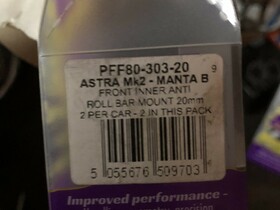 PFF80-303-20
9
ASTRA Mk2 - MANTA B
FRONT INNER ANTI
ROLL BAR MOUNT 20mm
2 PER CAR - 2 IN THIS PACK
5 055676 509703
Improved performance -
precision